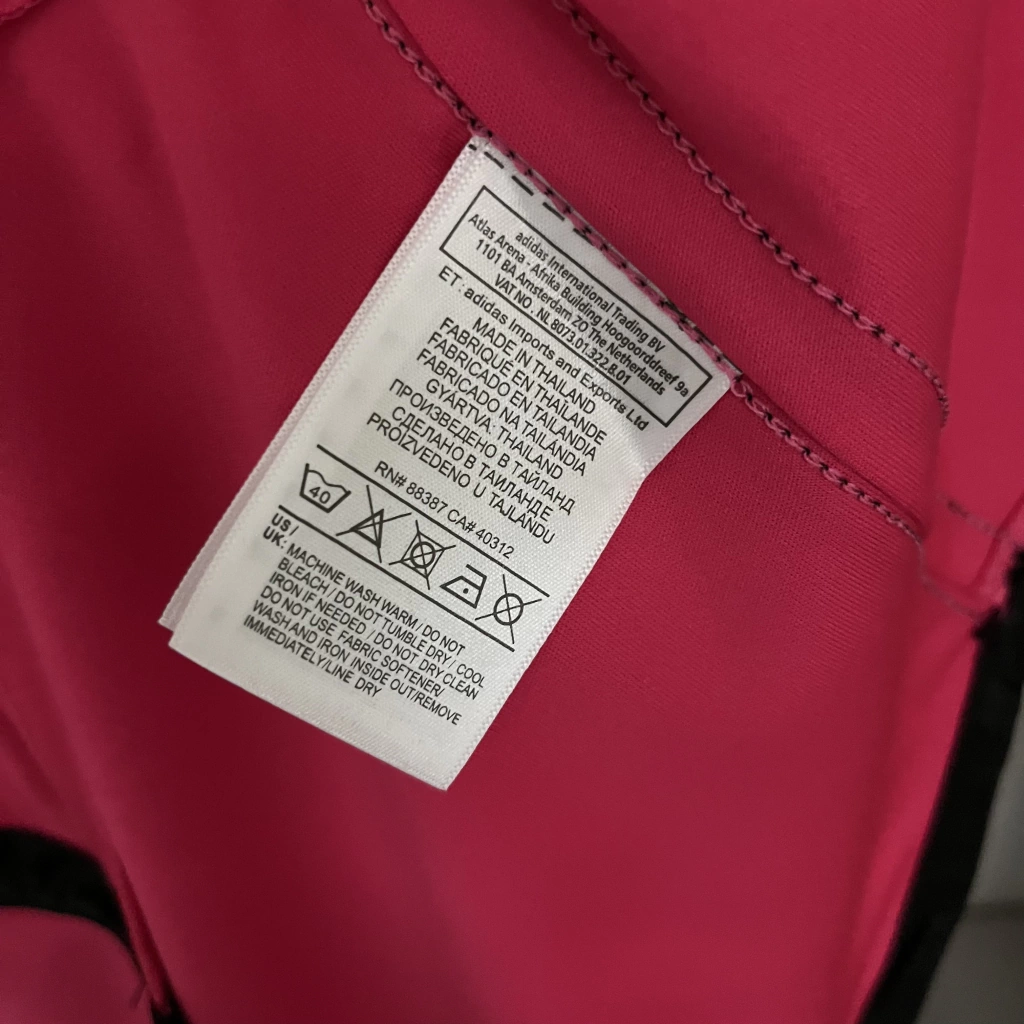 adidas International Trading BV
Atlas Arena - Afrika Building Hoogoorddreef 9a
1101 BA Amsterdam ZO The Netherlands
VAT NO. NL 8073.01.322.B.01
ET: adidas Imports and Exports Ltd
MADE IN THAILAND
FABRIQUÉ EN THAILANDE
FABRICADO EN TAILANDIA
FABRICADO NA TAILANDIA
GYÁRTVA: THAILAND
ПРОИЗВЕДЕНО В ТАЙЛАНД
СДЕЛАНО В ТАИЛАНДЕ
PROIZVEDENO U TAJLANDU
RN# 88387 CA# 40312
40
US /
UK: MACHINE WASH WARM / DO NOT
BLEACH / DO NOT TUMBLE DRY / COOL
IRON IF NEEDED / DO NOT DRY CLEAN
DO NOT USE FABRIC SOFTENER/
WASH AND IRON INSIDE OUT/REMOVE
IMMEDIATELY/LINE DRY